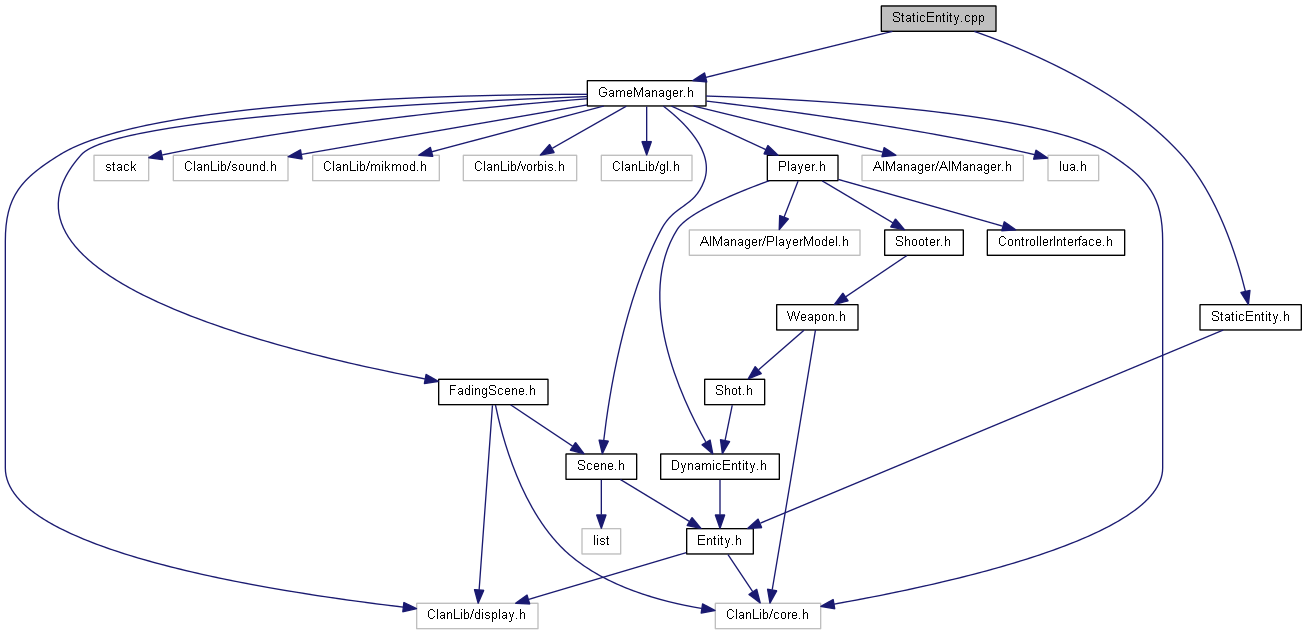 StaticEntity.cpp
GameManager.h
stack
ClanLib/sound.h
ClanLib/mikmod.h
ClanLib/vorbis.h
ClanLib/gl.h
Player.h
AIManager/AIManager.h
lua.h
AIManager/PlayerModel.h
Shooter.h
ControllerInterface.h
Weapon.h
StaticEntity.h
FadingScene.h
Shot.h
Scene.h
DynamicEntity.h
list
Entity.h
ClanLib/display.h
ClanLib/core.h